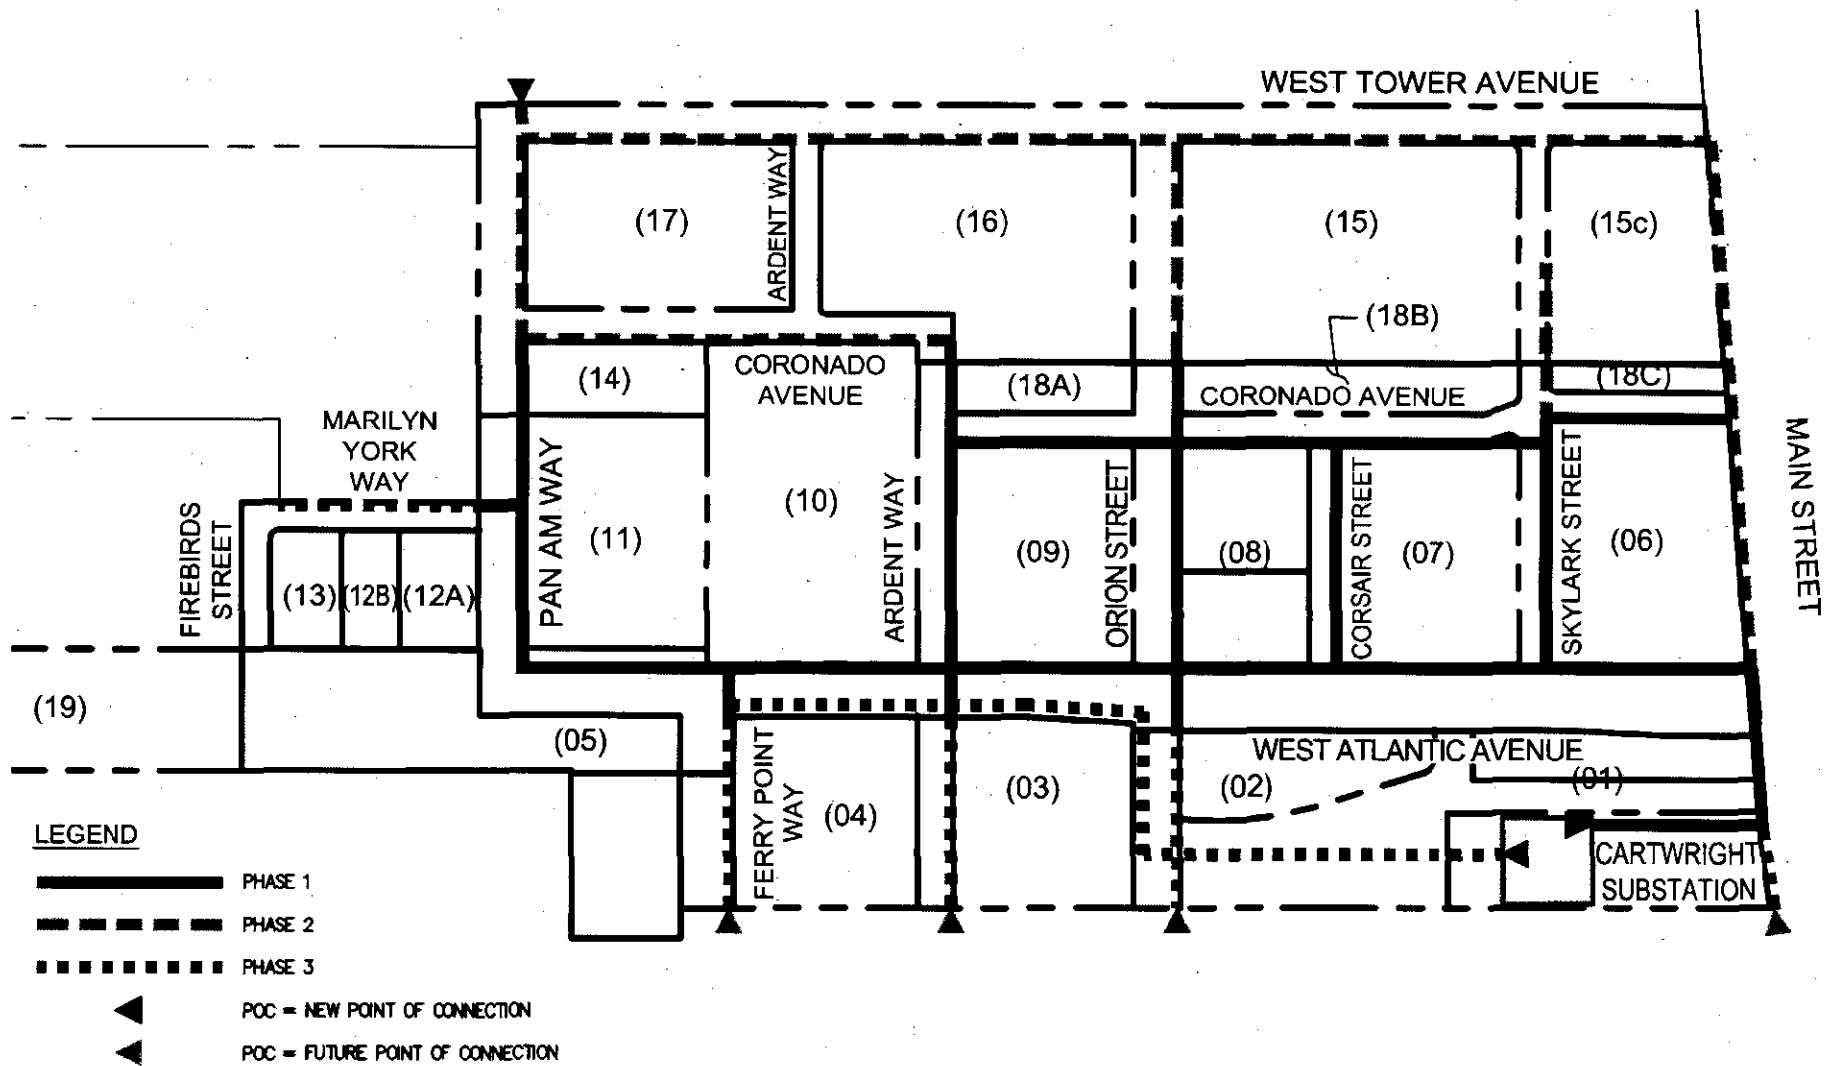 WEST TOWER AVENUE
(17)
ARDENT WAY
(16)
(15)
(15c)
(18B)
(14)
CORONADO
AVENUE
(18A)
CORONADO AVENUE
(18C)
MARILYN
YORK
WAY
FIREBIRDS
STREET
(13)
(12B)
(12A)
PAN AM WAY
(11)
(10)
ARDENT WAY
(09)
ORION STREET
(08)
CORSAIR STREET
(07)
SKYLARK STREET
(06)
MAIN STREET
(19)
(05)
FERRY POINT
WAY
(04)
(03)
(02)
WEST ATLANTIC AVENUE
(01)
CARTWRIGHT
SUBSTATION
LEGEND
PHASE 1
PHASE 2
PHASE 3
POC = NEW POINT OF CONNECTION
POC = FUTURE POINT OF CONNECTION